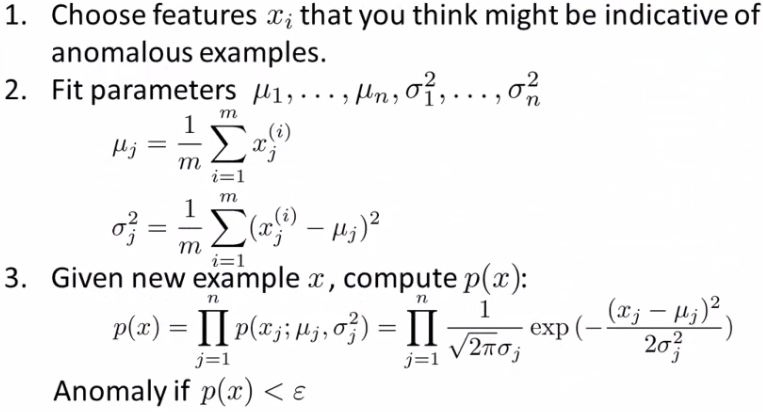 1. Choose features $x_i$ that you think might be indicative of
anomalous examples.
2. Fit parameters $\mu_1, \ldots, \mu_n, \sigma_1^2, \ldots, \sigma_n^2$
$\mu_j = \frac{1}{m} \sum_{i=1}^{m} x_j^{(i)}$
$\sigma_j^2 = \frac{1}{m} \sum_{i=1}^{m} (x_j^{(i)} - \mu_j)^2$
3. Given new example $x$, compute $p(x)$:
$p(x) = \prod_{j=1}^{n} p(x_j; \mu_j, \sigma_j^2) = \prod_{j=1}^{n} \frac{1}{\sqrt{2\pi}\sigma_j} \exp(-\frac{(x_j - \mu_j)^2}{2\sigma_j^2})$
Anomaly if $p(x) < \varepsilon$